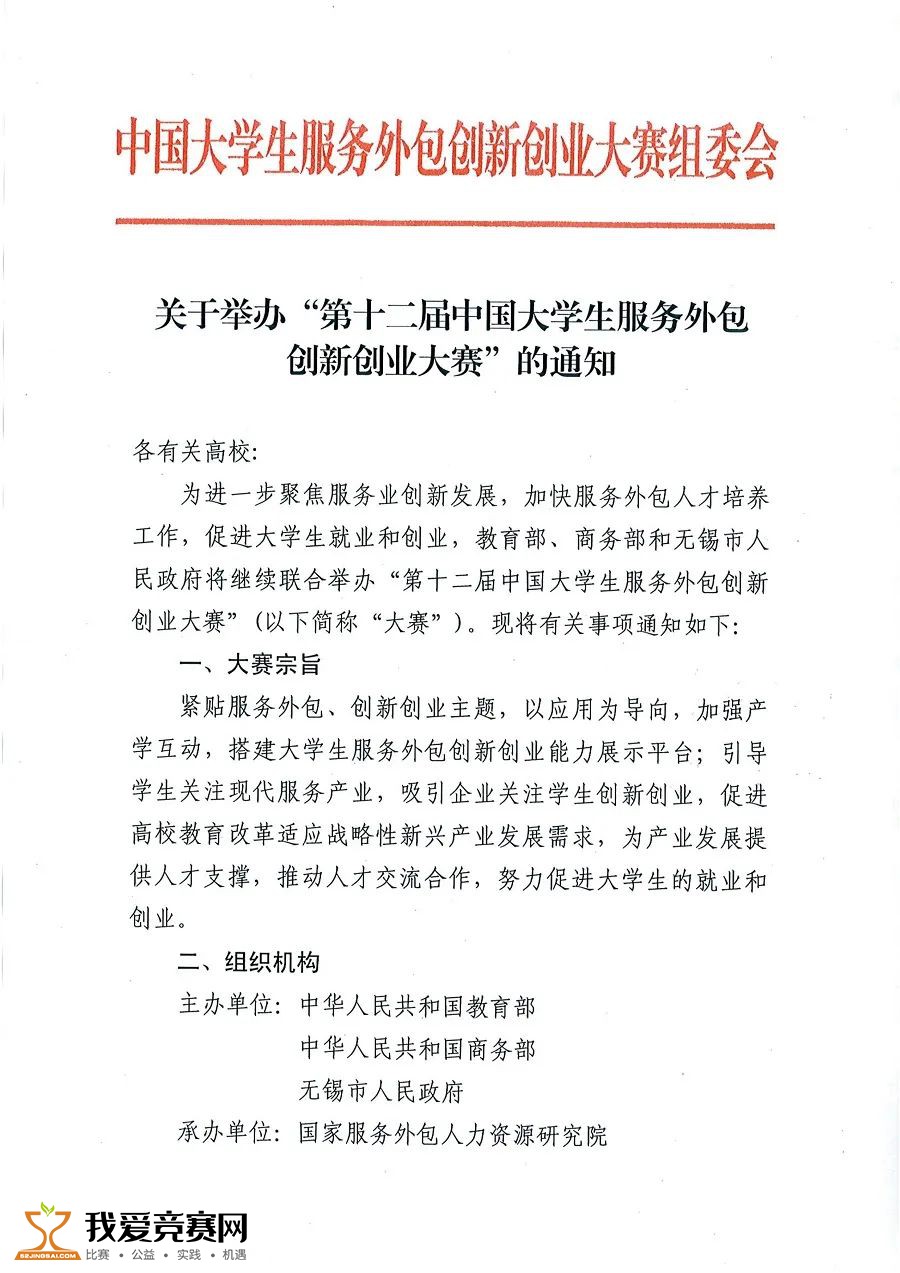 中国大学生服务外包创新创业大赛组委会
关于举办“第十二届中国大学生服务外包
创新创业大赛”的通知
各有关高校：
为进一步聚焦服务业创新发展，加快服务外包人才培养
工作，促进大学生就业和创业，教育部、商务部和无锡市人
民政府将继续联合举办“第十二届中国大学生服务外包创新
创业大赛”（以下简称“大赛”）。现将有关事项通知如下：
一、大赛宗旨
紧贴服务外包、创新创业主题，以应用为导向，加强产
学互动，搭建大学生服务外包创新创业能力展示平台；引导
学生关注现代服务产业，吸引企业关注学生创新创业，促进
高校教育改革适应战略性新兴产业发展需求，为产业发展提
供人才支撑，推动人才交流合作，努力促进大学生的就业和
创业。
二、组织机构
主办单位：中华人民共和国教育部
中华人民共和国商务部
无锡市人民政府
承办单位：国家服务外包人力资源研究院
我爱竞赛网
52JINGSAI.COM
比赛·公益·实践·机遇